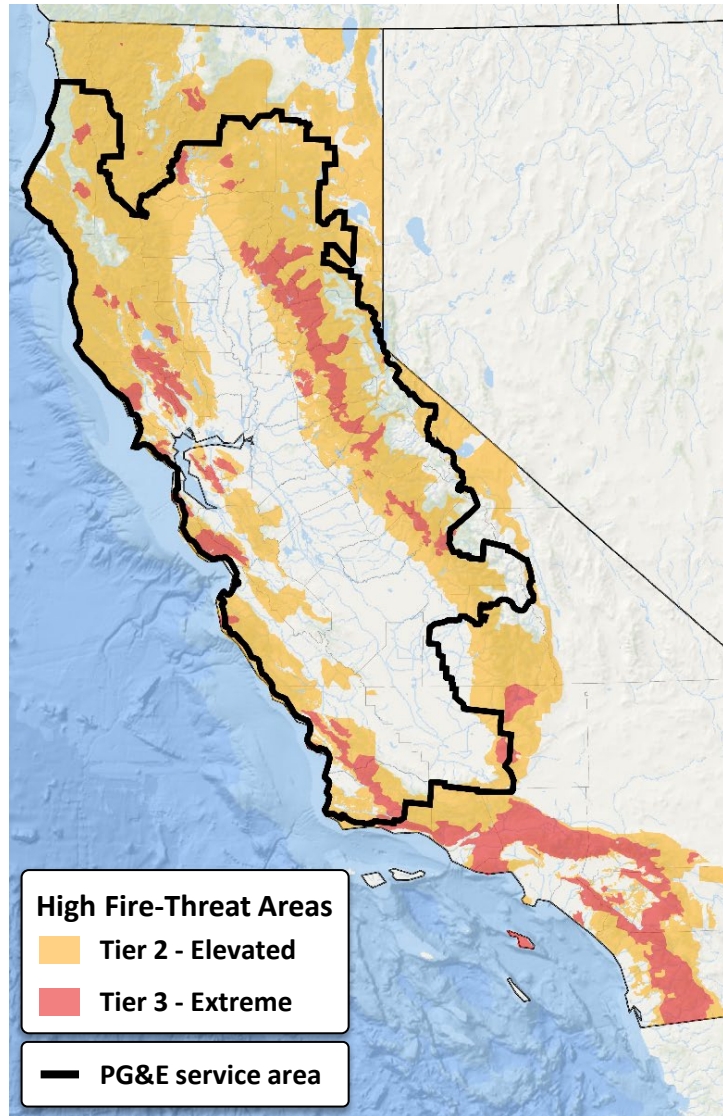 High Fire-Threat Areas
Tier 2 - Elevated
Tier 3 - Extreme
PG&E service area